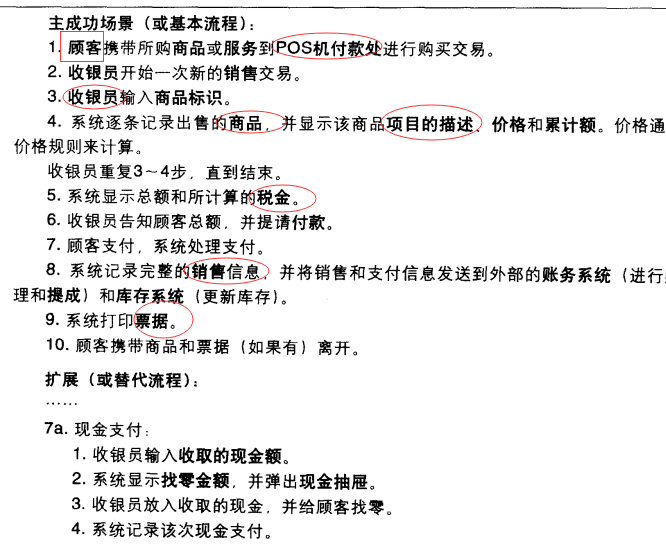 主成功场景（或基本流程）：
1. 顾客携带所购商品或服务到POS机付款处进行购买交易。
2. 收银员开始一次新的销售交易。
3. 收银员输入商品标识。
4. 系统逐条记录出售的商品，并显示该商品项目的描述、价格和累计额。价格通
价格规则来计算。
收银员重复3～4步，直到结束。
5. 系统显示总额和所计算的税金。
6. 收银员告知顾客总额，并提请付款。
7. 顾客支付，系统处理支付。
8. 系统记录完整的销售信息，并将销售和支付信息发送到外部的账务系统（进行
理和提成）和库存系统（更新库存）。
9. 系统打印票据。
10. 顾客携带商品和票据（如果有）离开。
扩展（或替代流程）：
……
7a. 现金支付：
1. 收银员输入收取的现金额。
2. 系统显示找零金额，并弹出现金抽屉。
3. 收银员放入收取的现金，并给顾客找零。
4. 系统记录该次现金支付。